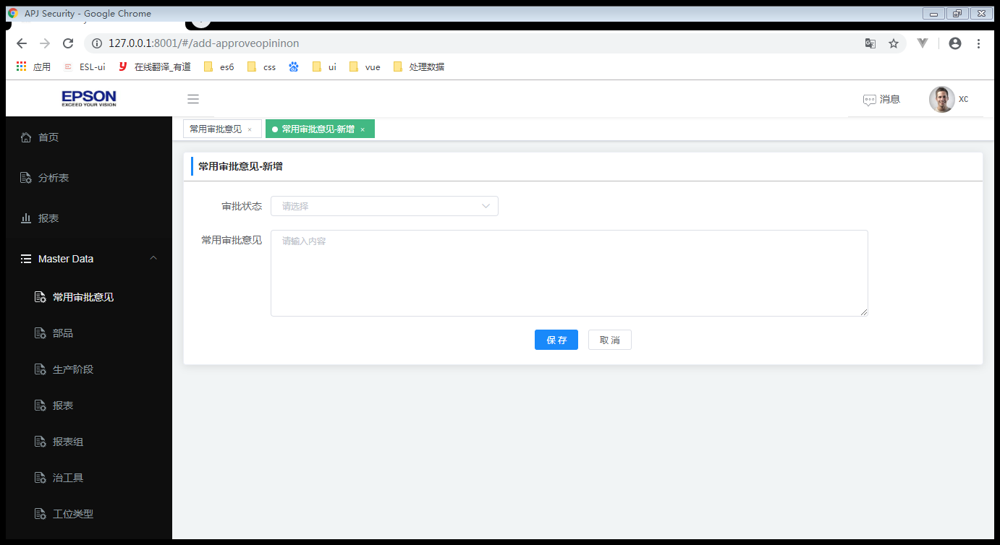 APJ Security - Google Chrome
127.0.0.1:8001/#/add-approveopininon
应用 ESL-ui 在线翻译_有道 es6 css ui vue 处理数据
EPSON
EXCEED YOUR VISION
消息 XC
常用审批意见 × 常用审批意见-新增 ×
首页
分析表
报表
Master Data
常用审批意见
部品
生产阶段
报表
报表组
治工具
工位类型
常用审批意见-新增
审批状态 请选择
常用审批意见 请输入内容
保存 取消